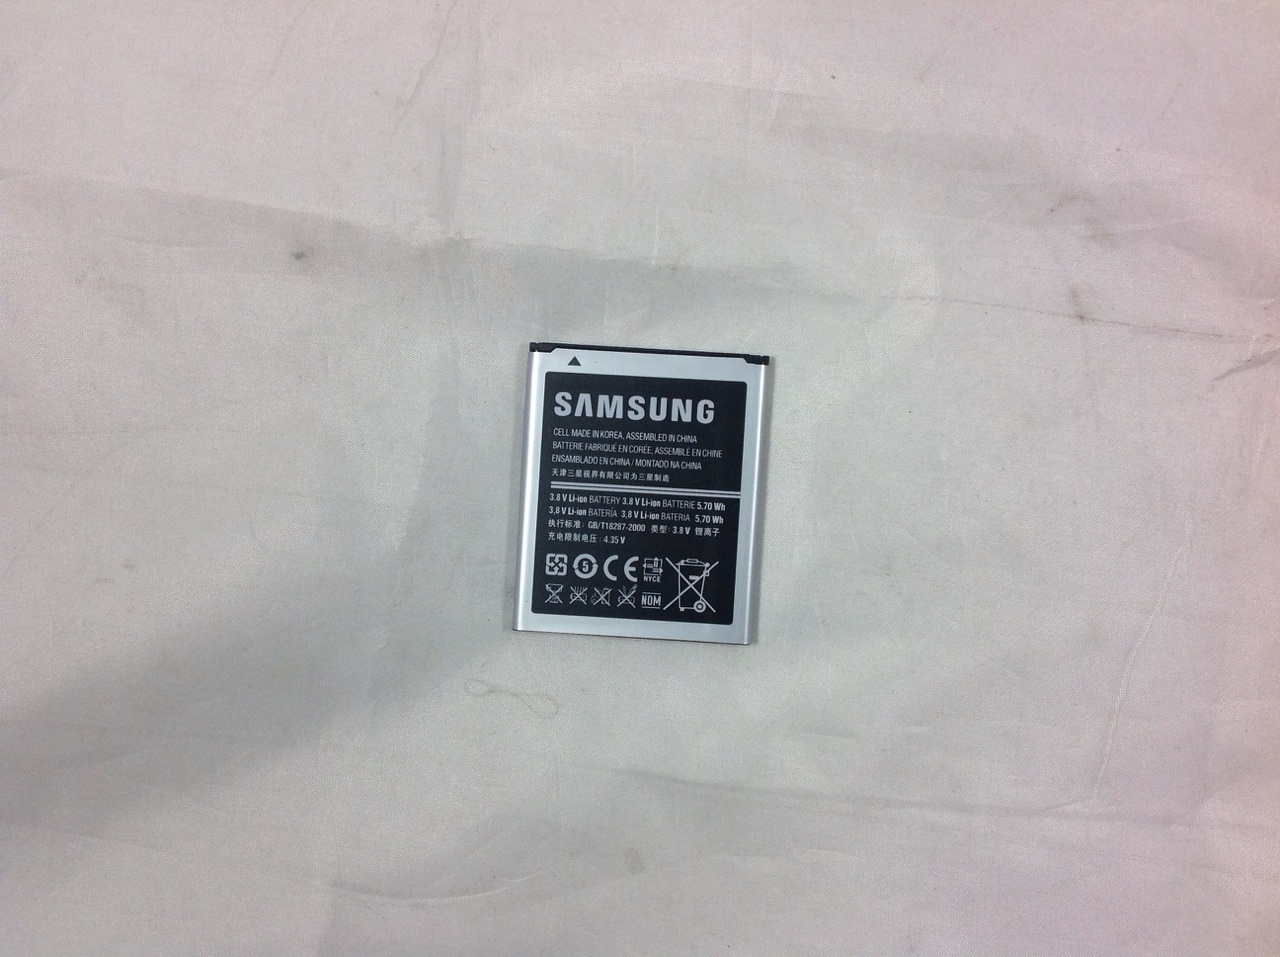 SAMSUNG
CELL MADE IN KOREA, ASSEMBLED IN CHINA
BATTERIE FABRIQUÉ EN CORÉE, ASSEMBLÉ EN CHINE
ENSAMBLADO EN CHINA / MONTADO NA CHINA
天津三星视界有限公司为三星制造
3.8 V Li-ion BATTERY 3.8 V Li-ion BATTERIE 5.70 Wh
3,8 V Li-ion BATERÍA 3,8 V Li-ion BATERIA 5,70 Wh
执行标准: GB/T18287-2000 类型: 3.8 V 锂离子
充电限制电压: 4.35 V
5 CE NYCE
NOM